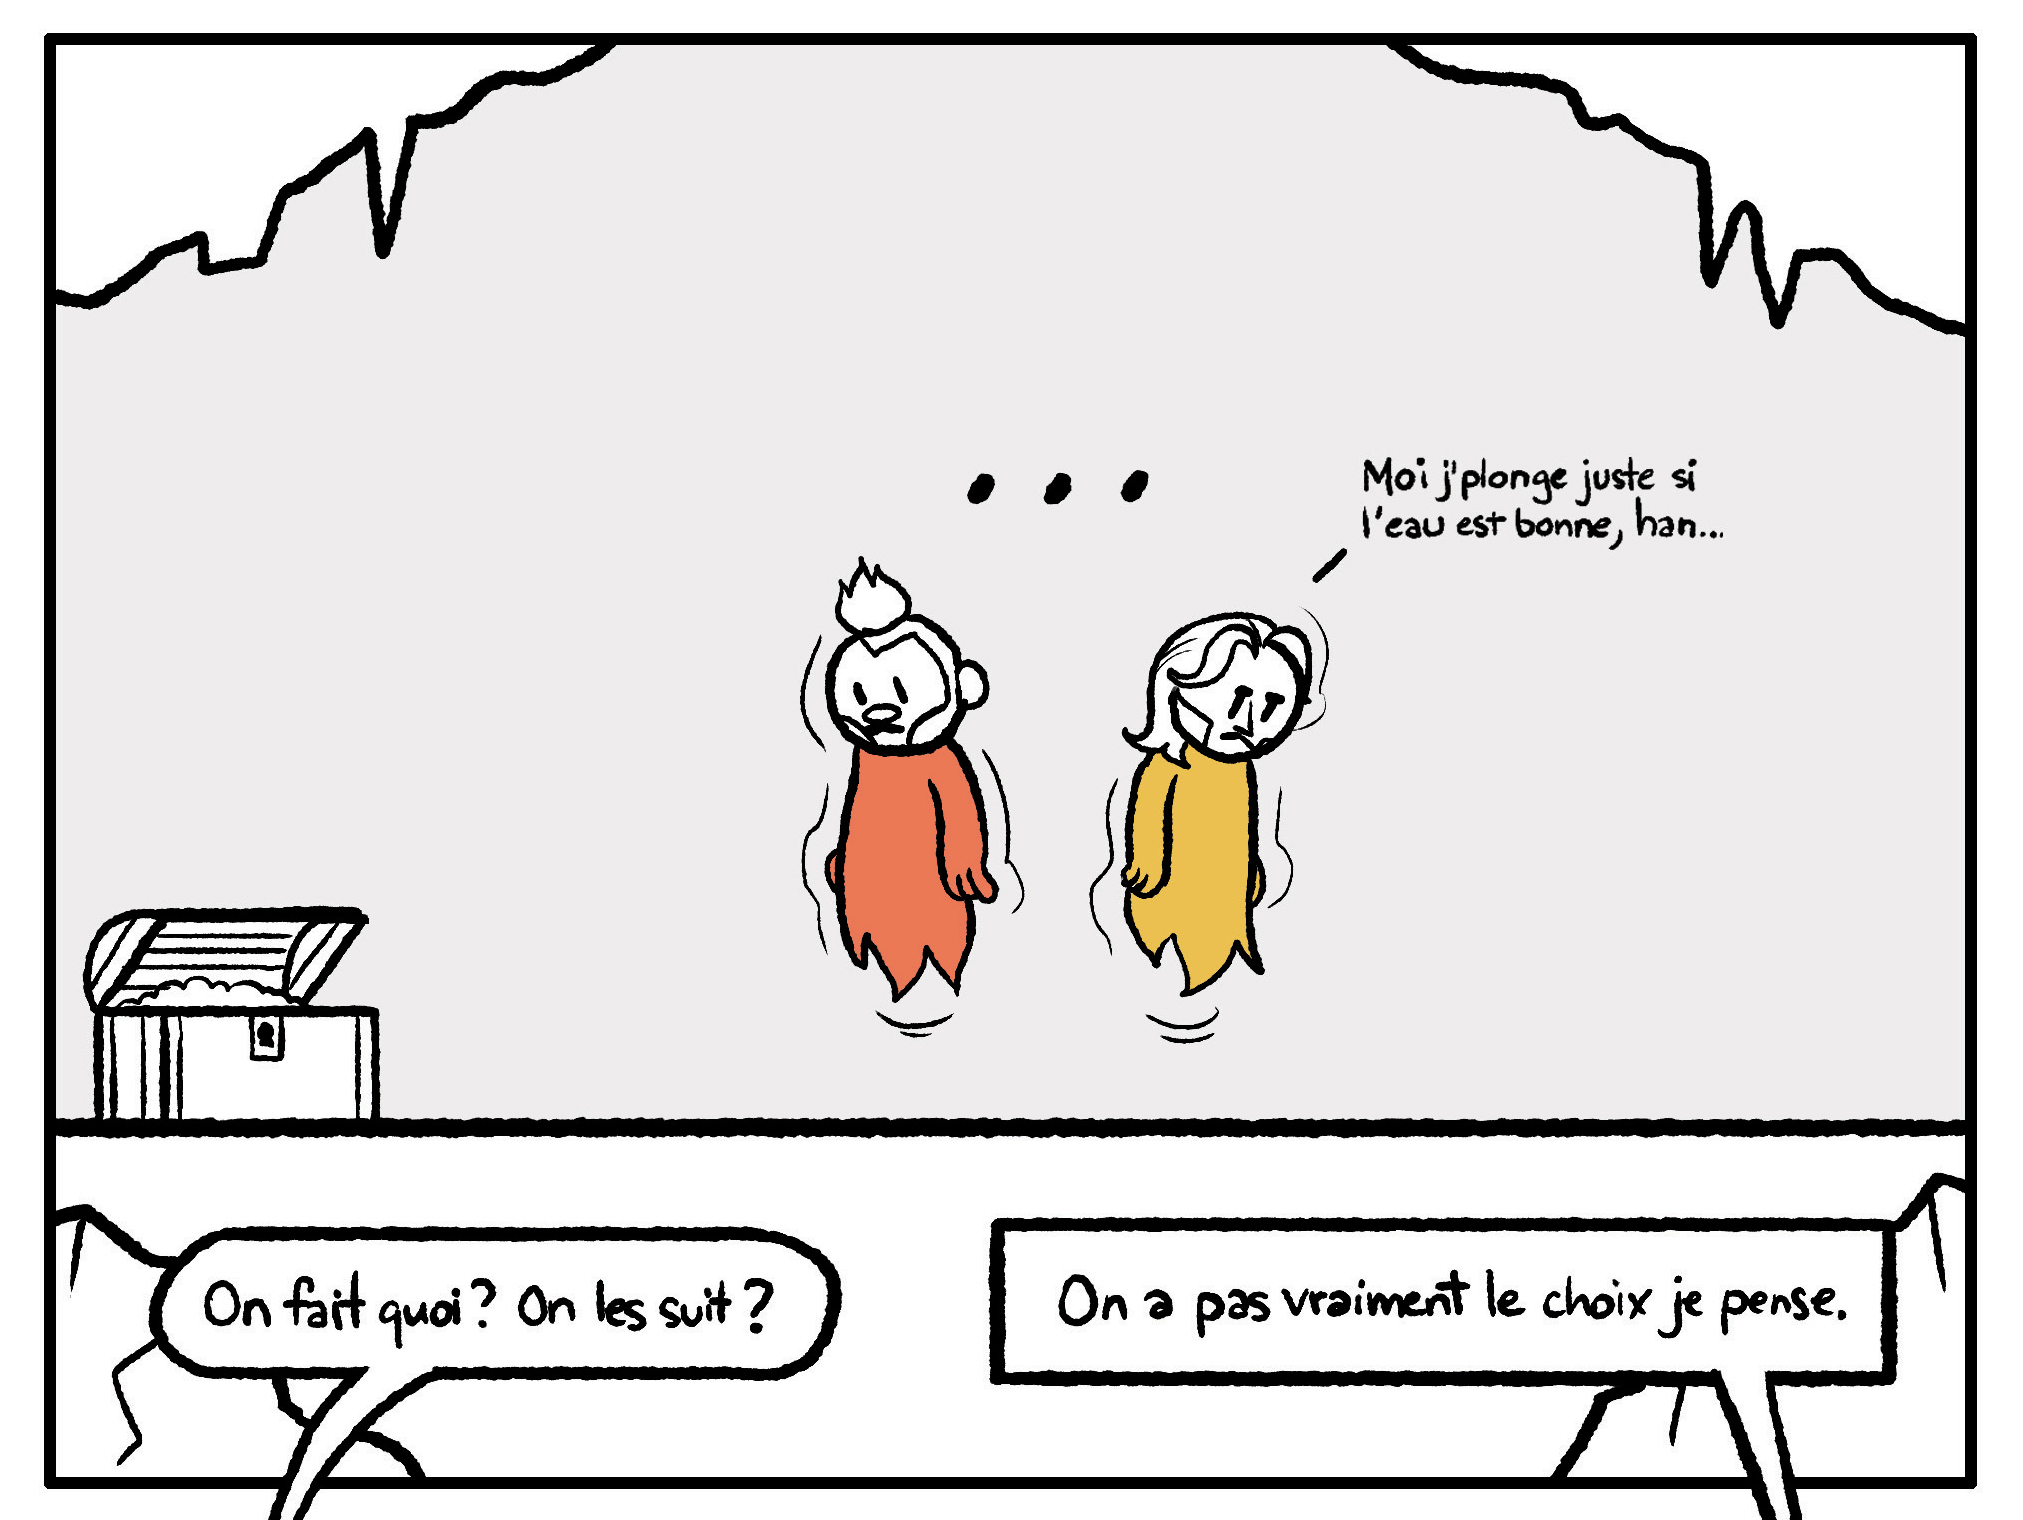 ...
Moi j'plonge juste si
l'eau est bonne, han...
On fait quoi? On les suit?
On a pas vraiment le choix je pense.